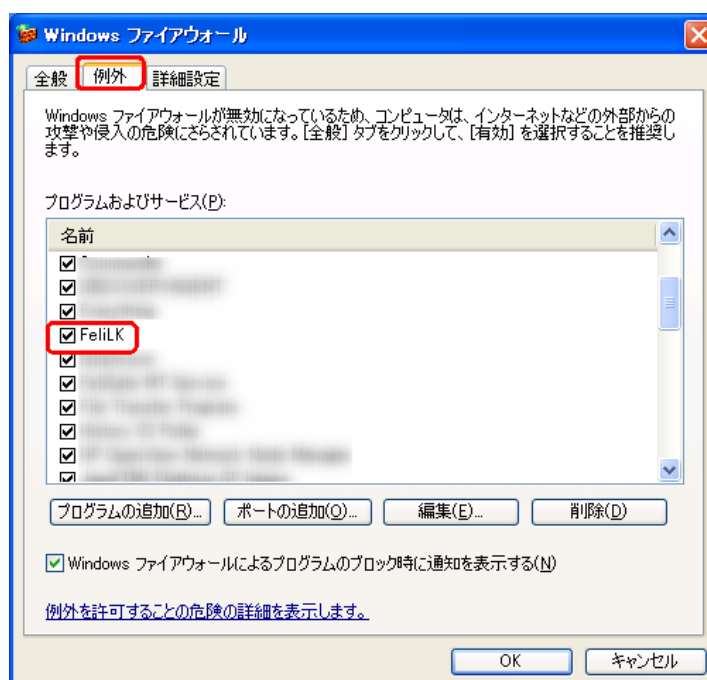 Windows ファイアウォール
全般
例外
詳細設定
Windows ファイアウォールが無効になっているため、コンピュータは、インターネットなどの外部からの
攻撃や侵入の危険にさらされています。[全般] タブをクリックして、[有効] を選択することを推奨し
ます。
プログラムおよびサービス(P):
名前
FeliLK
プログラムの追加(R)...
ポートの追加(O)...
編集(E)...
削除(D)
Windows ファイアウォールによるプログラムのブロック時に通知を表示する(N)
例外を許可することの危険の詳細を表示します。
OK
キャンセル